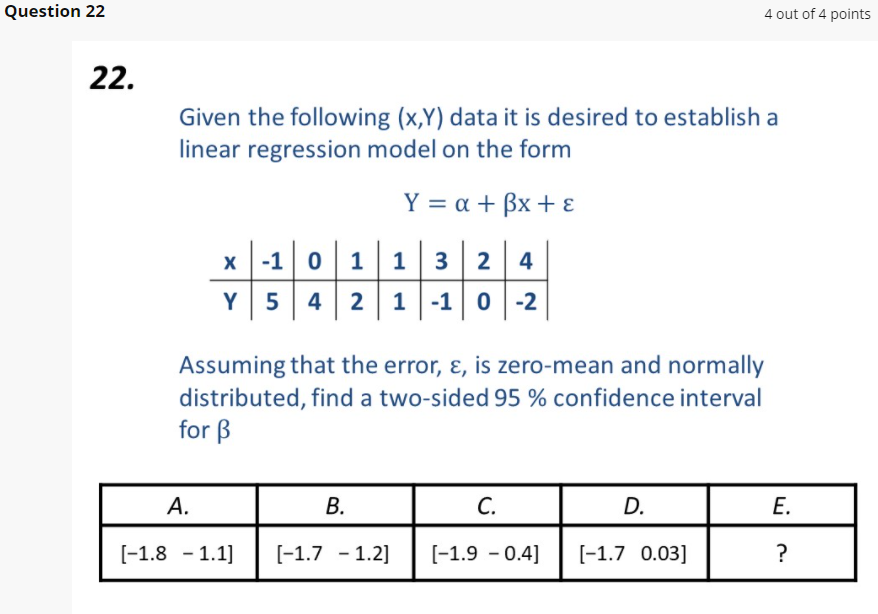 Question 22
4 out of 4 points
22.
Given the following (x,Y) data it is desired to establish a
linear regression model on the form
Y = α + βx + ε
x -1 0 1 1 3 2 4
Y 5 4 2 1 -1 0 -2
Assuming that the error, ε, is zero-mean and normally
distributed, find a two-sided 95 % confidence interval
for β
A. B. C. D. E.
[−1.8 − 1.1] [−1.7 − 1.2] [−1.9 − 0.4] [−1.7 0.03] ?